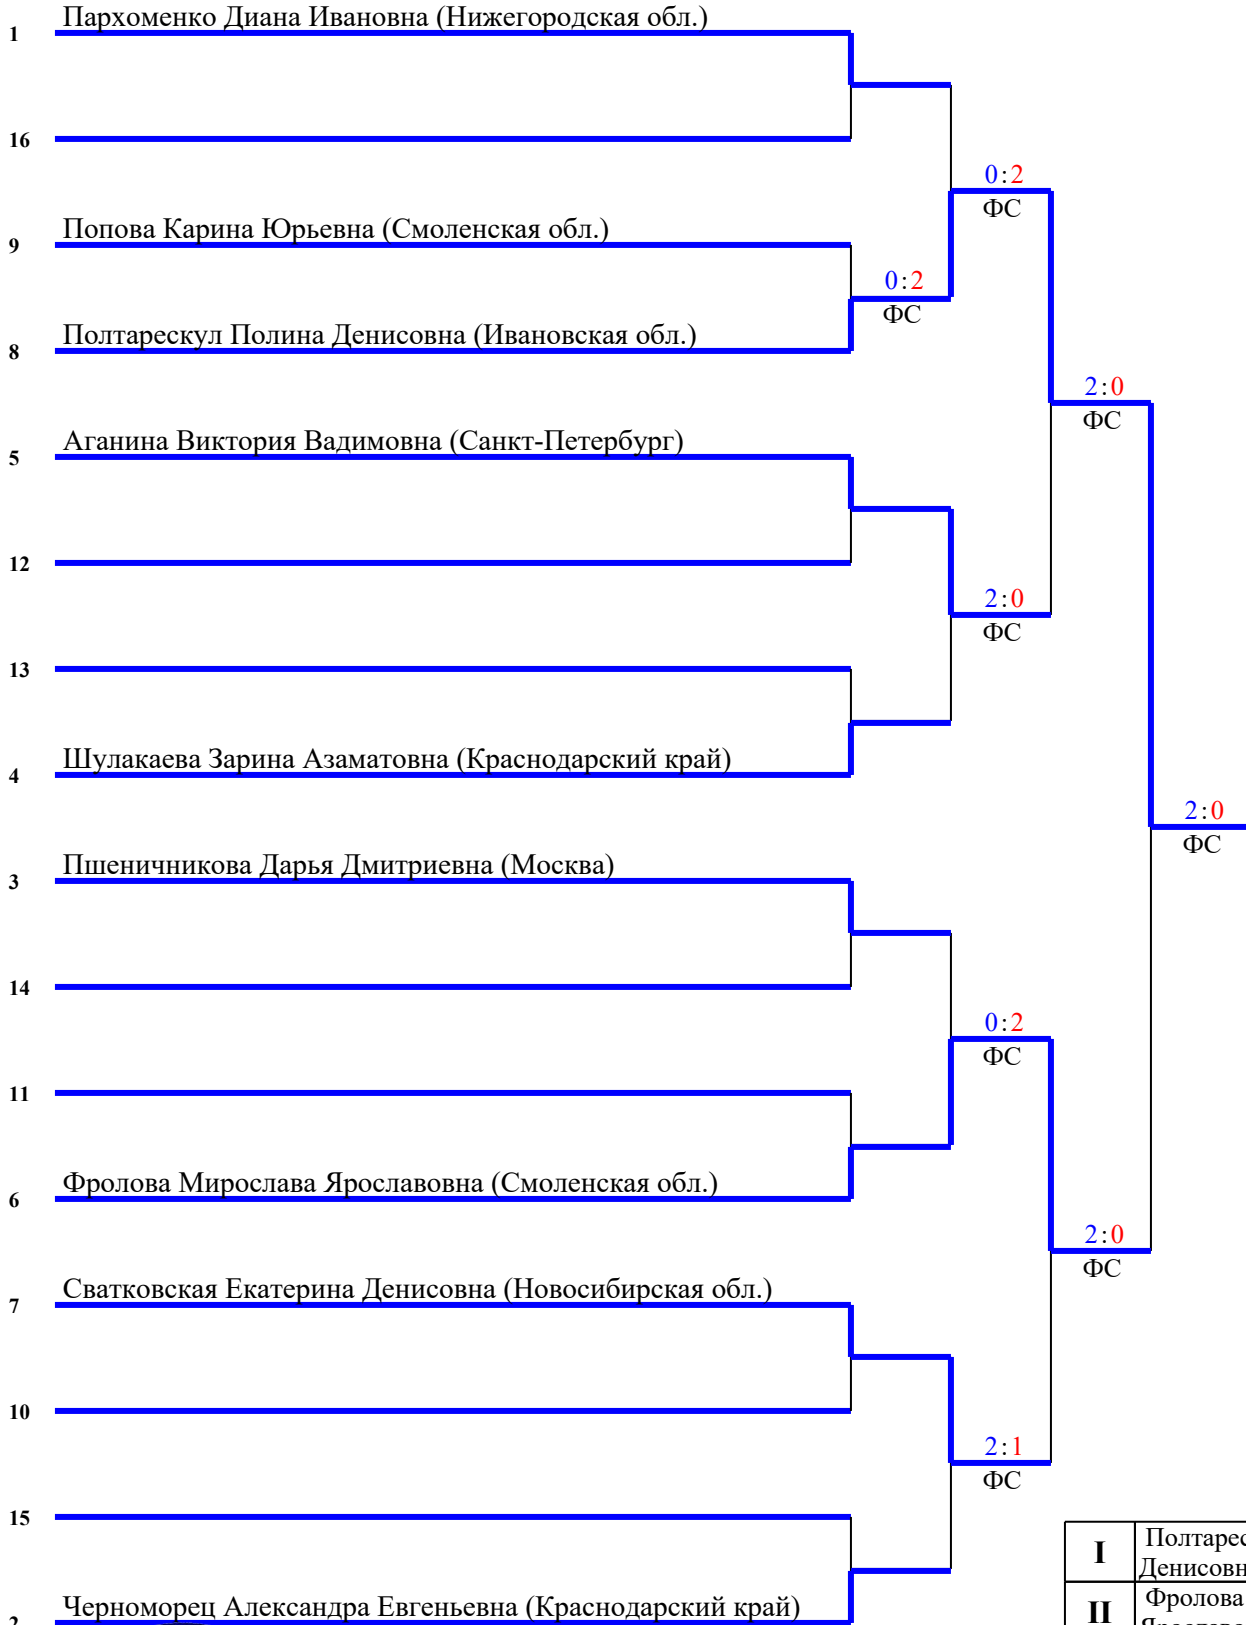 Пархоменко Диана Ивановна (Нижегородская обл.)
1
16
0:2
ФС
Попова Карина Юрьевна (Смоленская обл.)
9
0:2
ФС
Полтарескул Полина Денисовна (Ивановская обл.)
8
2:0
ФС
Аганина Виктория Вадимовна (Санкт-Петербург)
5
12
2:0
ФС
13
Шулакаева Зарина Азаматовна (Краснодарский край)
4
2:0
ФС
Пшеничникова Дарья Дмитриевна (Москва)
3
14
0:2
ФС
11
Фролова Мирослава Ярославовна (Смоленская обл.)
6
2:0
ФС
Сватковская Екатерина Денисовна (Новосибирская обл.)
7
10
2:1
ФС
15
I
Черноморец Александра Евгеньевна (Краснодарский край)
2
II
Фролова